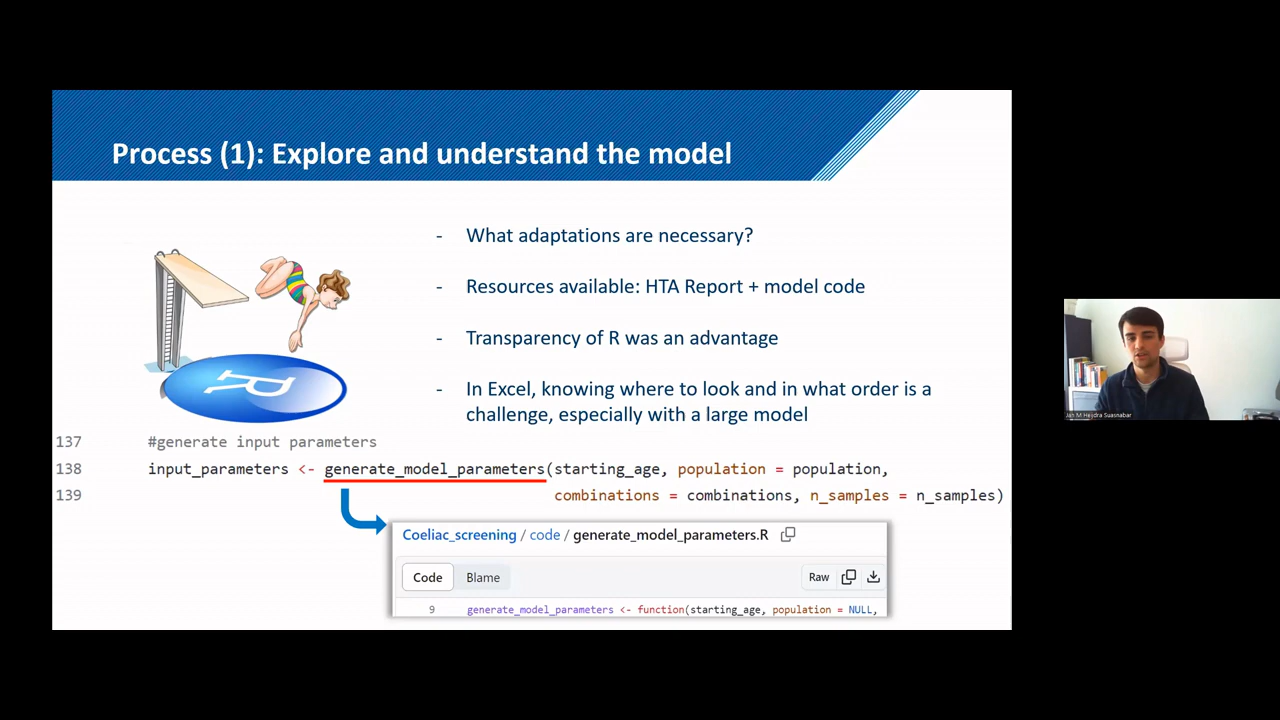 Process (1): Explore and understand the model
- What adaptations are necessary?
- Resources available: HTA Report + model code
- Transparency of R was an advantage
- In Excel, knowing where to look and in what order is a
challenge, especially with a large model
R
137 #generate input parameters
138 input_parameters <- generate_model_parameters(starting_age, population = population,
139 combinations = combinations, n_samples = n_samples)
Coeliac_screening / code / generate_model_parameters.R
Code Blame Raw
9 generate_model_parameters <- function(starting_age, population = NULL,
Jan M Heijdra Suasnabar